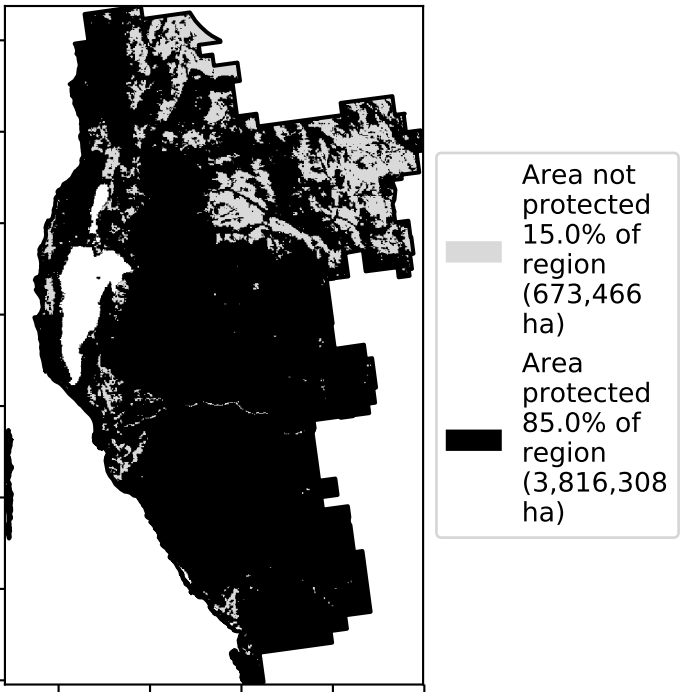 Area not
protected
15.0% of
region
(673,466
ha)
Area
protected
85.0% of
region
(3,816,308
ha)